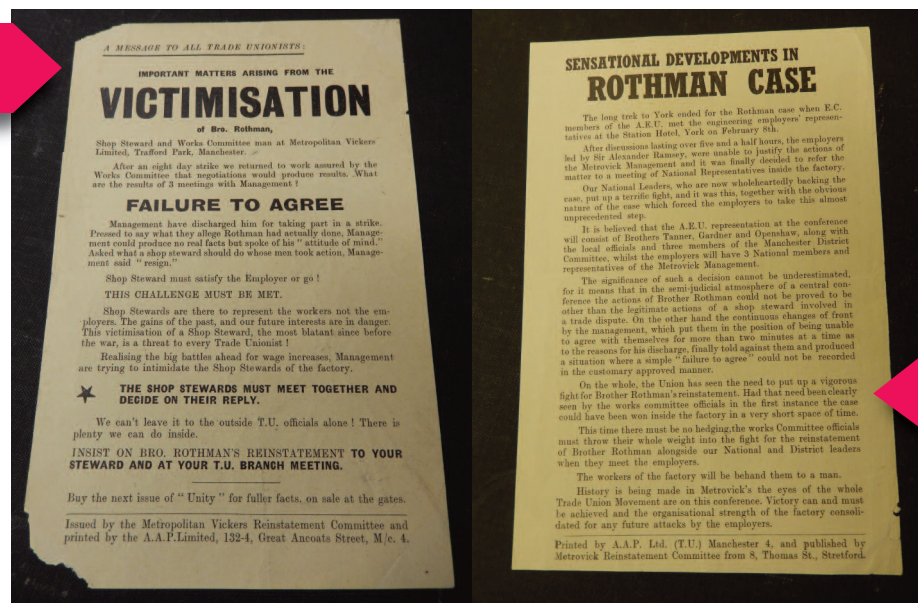 A MESSAGE TO ALL TRADE UNIONISTS:
IMPORTANT MATTERS ARISING FROM THE
VICTIMISATION
of Bro. Rothman,
Shop Steward and Works Committee man at Metropolitan Vickers
Limited, Trafford Park, Manchester.
After an eight day strike we returned to work assured by the
Works Committee that negotiations would produce results. What
are the results of 3 meetings with Management ?
FAILURE TO AGREE
Management have discharged him for taking part in a strike.
Pressed to say what they allege Rothman had actually done, Manage-
ment could produce no real facts but spoke of his " attitude of mind."
Asked what a shop steward should do whose men took action, Manage-
ment said " resign."
Shop Steward must satisfy the Employer or go !
THIS CHALLENGE MUST BE MET.
Shop Stewards are there to represent the workers not the em-
ployers. The gains of the past, and our future interests are in danger.
This victimisation of a Shop Steward, the most blatant since before
the war, is a threat to every Trade Unionist !
Realising the big battles ahead for wage increases, Management
are trying to intimidate the Shop Stewards of the factory.
THE SHOP STEWARDS MUST MEET TOGETHER AND
DECIDE ON THEIR REPLY.
We can't leave it to the outside T.U. officials alone ! There is
plenty we can do inside.
INSIST ON BRO. ROTHMAN'S REINSTATEMENT TO YOUR
STEWARD AND AT YOUR T.U. BRANCH MEETING.
Buy the next issue of " Unity " for fuller facts, on sale at the gates.
Issued by the Metropolitan Vickers Reinstatement Committee and
printed by the A.A.P.Limited, 132-4, Great Ancoats Street, M/c. 4.
SENSATIONAL DEVELOPMENTS IN
ROTHMAN CASE
The long trek to York ended for the Rothman case when E.C.
members of the A.E.U. met the engineering employers' represen-
tatives at the Station Hotel, York on February 8th.
After discussions lasting over five and a half hours, the employers
led by Sir Alexander Ramsey, were unable to justify the actions of
the Metrovick Management and it was finally decided to refer the
matter to a meeting of National Representatives inside the factory.
Our National Leaders, who are now wholeheartedly backing the
case, put up a terrific fight, and it was this, together with the obvious
nature of the case which forced the employers to take this almost
unprecedented step.
It is believed that the A.E.U. representation at the conference
will consist of Brothers Tanner, Gardner and Openshaw, along with
the local officials and three members of the Manchester District
Committee, whilst the employers will have 3 National members and
representatives of the Metrovick Management.
The significance of such a decision cannot be underestimated,
for it means that in the semi-judicial atmosphere of a central con-
ference the actions of Brother Rothman could not be proved to be
other than the legitimate actions of a shop steward involved in
a trade dispute. On the other hand the continuous changes of front
by the management, which put them in the position of being unable
to agree with themselves for more than two minutes at a time as
to the reasons for his discharge, finally told against them and produced
a situation where a simple "failure to agree" could not be recorded
in the customary approved manner.
On the whole, the Union has seen the need to put up a vigorous
fight for Brother Rothman's reinstatement. Had that need been clearly
seen by the works committee officials in the first instance the case
could have been won inside the factory in a very short space of time.
This time there must be no hedging,the works Committee officials
must throw their whole weight into the fight for the reinstatement
of Brother Rothman alongside our National and District leaders
when they meet the employers.
The workers of the factory will be behand them to a man.
History is being made in Metrovick's the eyes of the whole
Trade Union Movement are on this conference. Victory can and must
be achieved and the organisational strength of the factory consoli-
dated for any future attacks by the employers.
Printed by A.A.P. Ltd. (T.U.) Manchester 4, and published by
Metrovick Reinstatement Committee from 8, Thomas St., Stretford.